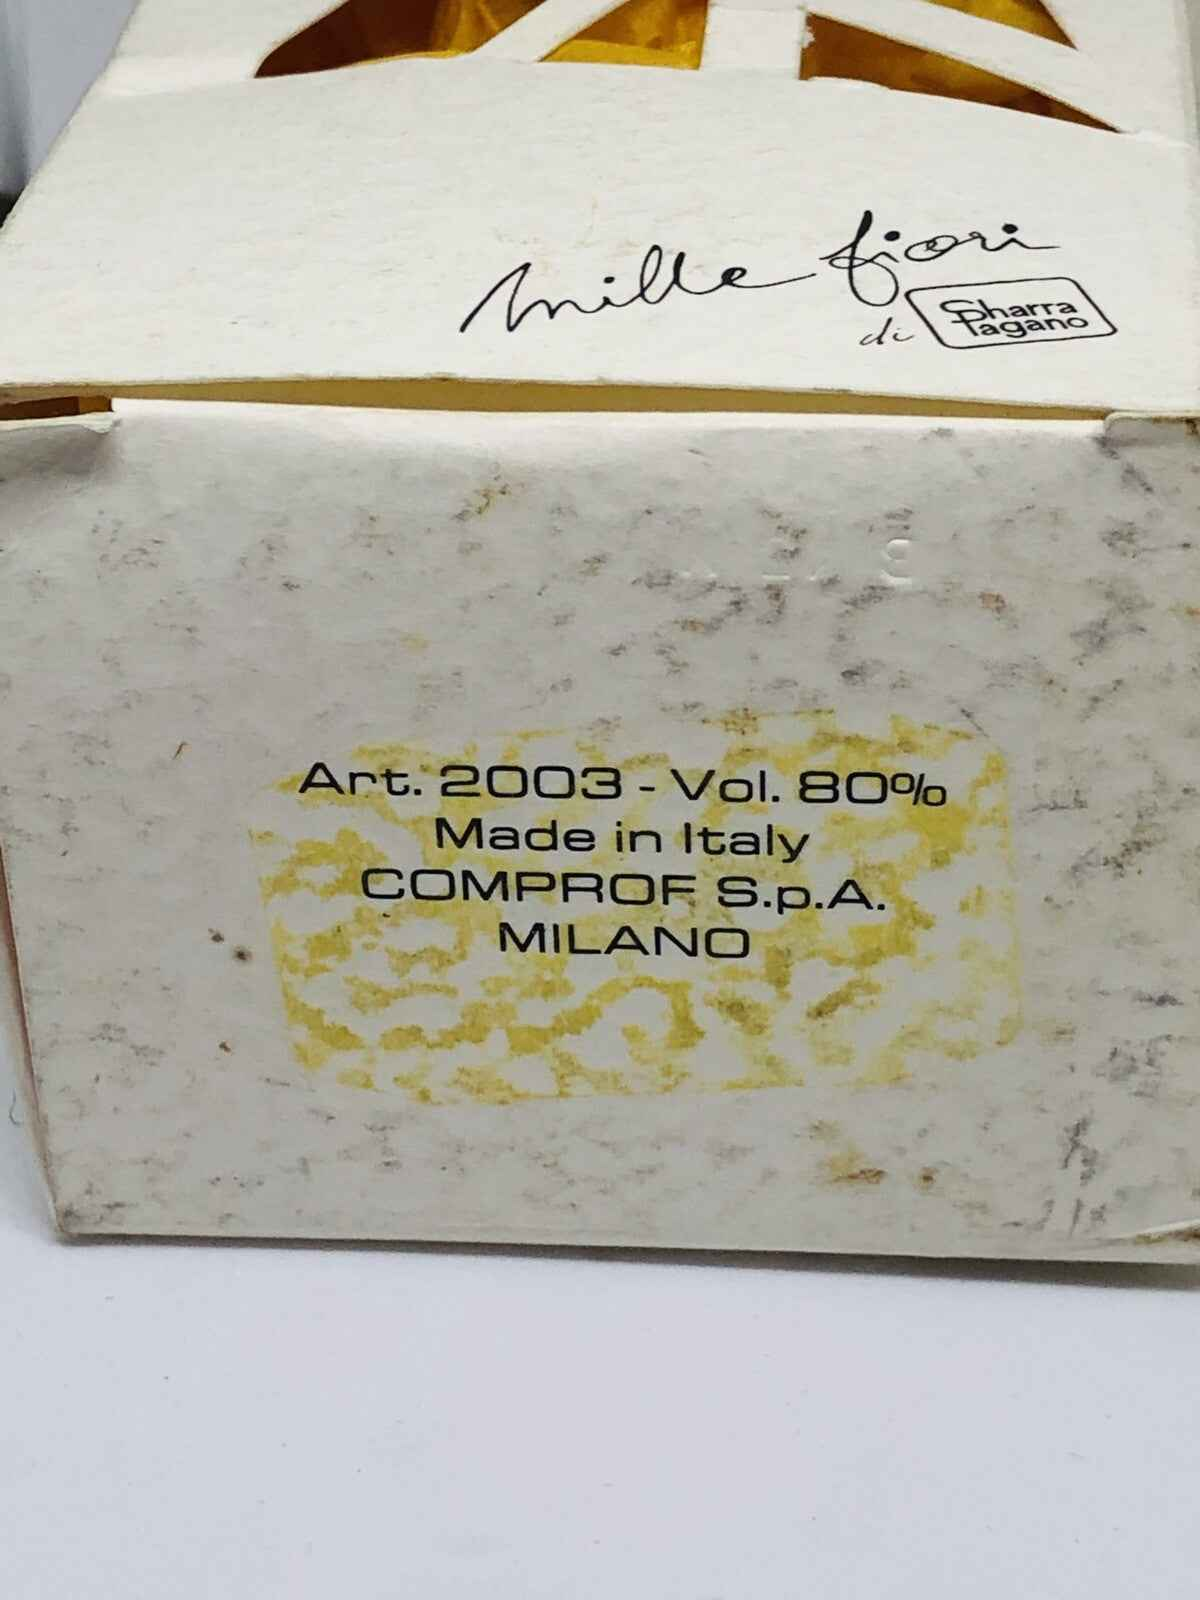 mille fiori
di Sharra
Pagano
Art. 2003 - Vol. 80%
Made in Italy
COMPROF S.p.A.
MILANO